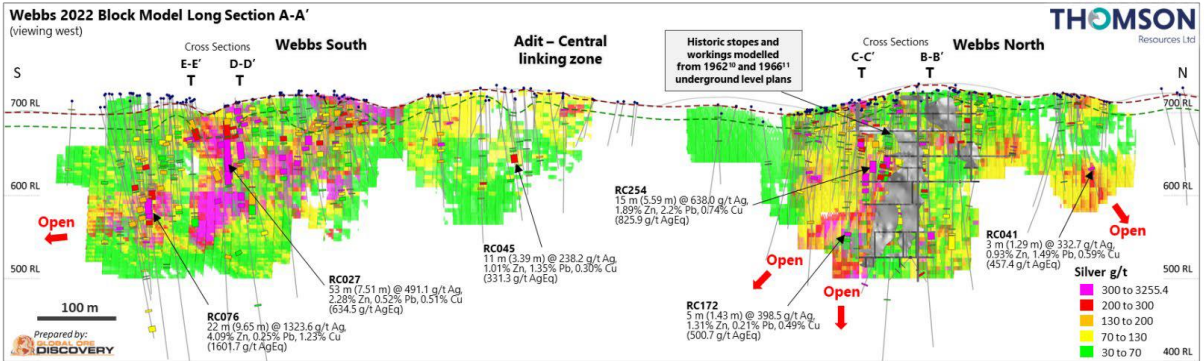 Webbs 2022 Block Model Long Section A-A’
(viewing west)
THOMSON
Resources Ltd
S
Cross Sections
E-E’
D-D’
Webbs South
Adit – Central
linking zone
Historic stopes and
workings modelled
from 1962¹⁰ and 1966¹¹
underground level plans
Cross Sections
C-C’
B-B’
Webbs North
N
700 RL
700 RL
600 RL
600 RL
500 RL
500 RL
400 RL
Open
Open
Open
Open
RC254
15 m (5.59 m) @ 638.0 g/t Ag,
1.89% Zn, 2.2% Pb, 0.74% Cu
(825.9 g/t AgEq)
RC045
11 m (3.39 m) @ 238.2 g/t Ag,
1.01% Zn, 1.35% Pb, 0.30% Cu
(331.3 g/t AgEq)
RC041
3 m (1.29 m) @ 332.7 g/t Ag,
0.93% Zn, 1.49% Pb, 0.59% Cu
(457.4 g/t AgEq)
RC027
53 m (7.51 m) @ 491.1 g/t Ag,
2.28% Zn, 0.52% Pb, 0.51% Cu
(634.5 g/t AgEq)
RC172
5 m (1.43 m) @ 398.5 g/t Ag,
1.31% Zn, 0.21% Pb, 0.49% Cu
(500.7 g/t AgEq)
RC076
22 m (9.65 m) @ 1323.6 g/t Ag,
4.09% Zn, 0.25% Pb, 1.23% Cu
(1601.7 g/t AgEq)
100 m
Prepared by:
GLOBAL ORE
DISCOVERY
Silver g/t
300 to 3255.4
200 to 300
130 to 200
70 to 130
30 to 70